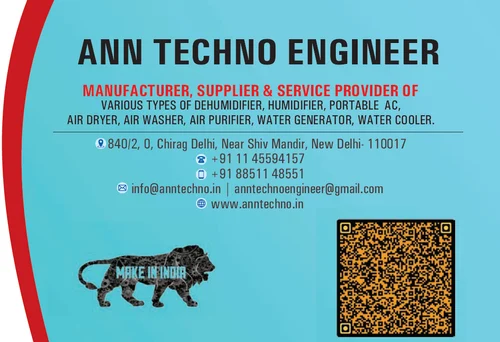 ANN TECHNO ENGINEER
MANUFACTURER, SUPPLIER & SERVICE PROVIDER OF
VARIOUS TYPES OF DEHUMIDIFIER, HUMIDIFIER, PORTABLE AC,
AIR DRYER, AIR WASHER, AIR PURIFIER, WATER GENERATOR, WATER COOLER.
840/2, 0, Chirag Delhi, Near Shiv Mandir, New Delhi- 110017
+91 11 45594157
+91 88511 48551
info@anntechno.in | anntechnoengineer@gmail.com
www.anntechno.in
MAKE IN INDIA